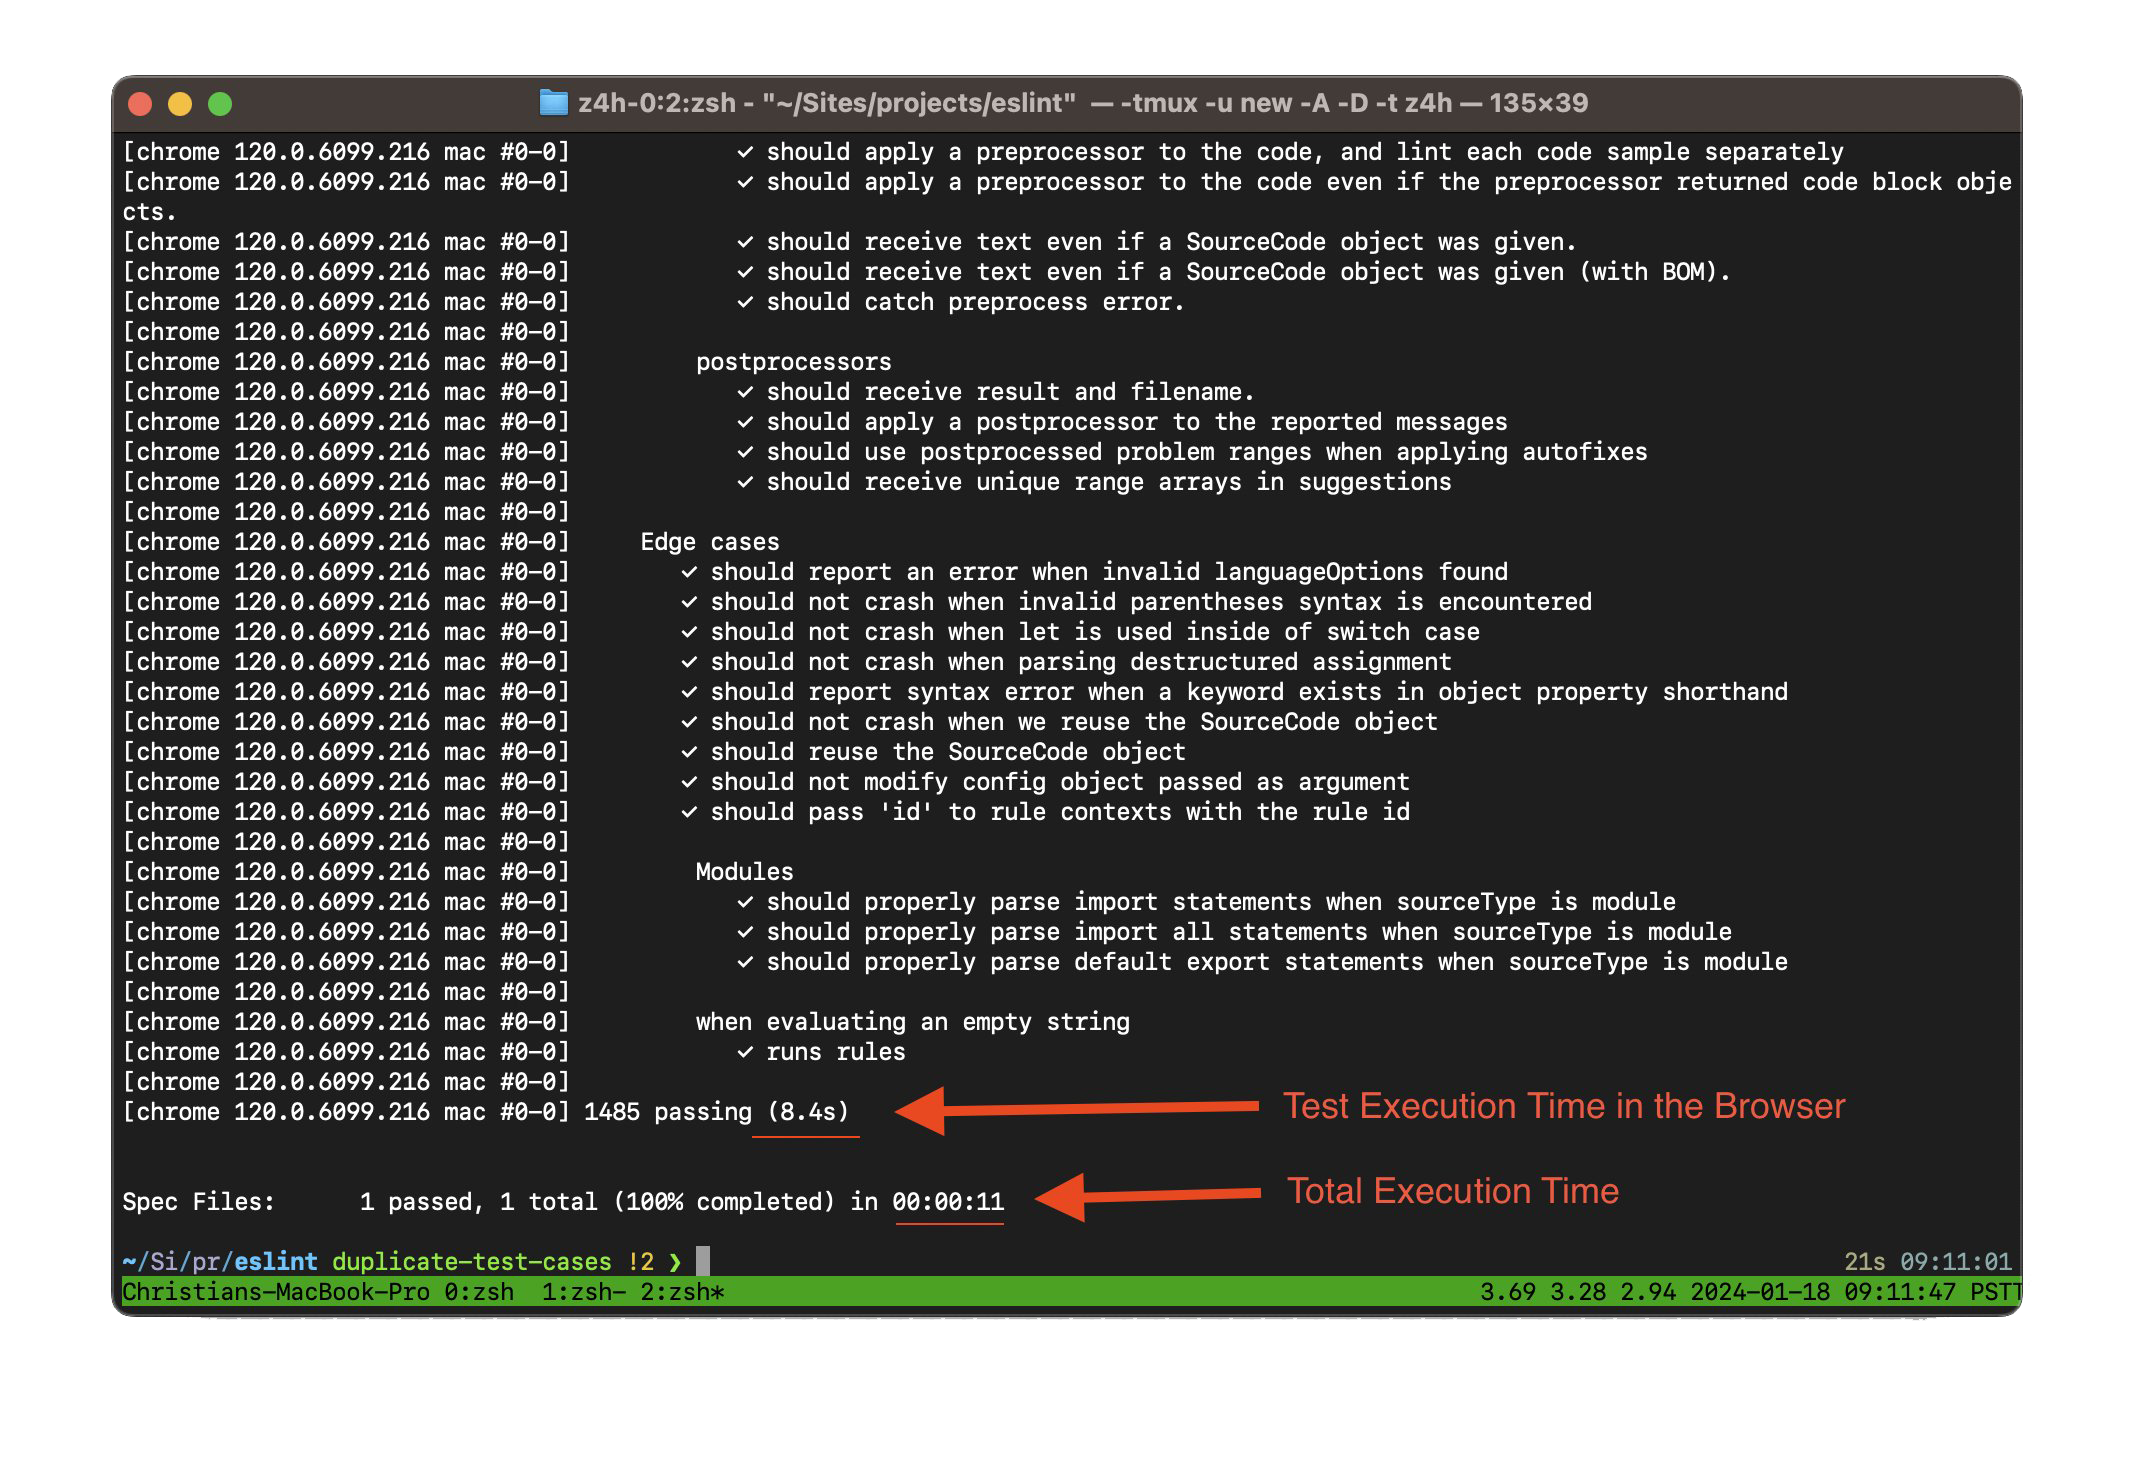 z4h-0:2:zsh - "~/Sites/projects/eslint" — -tmux -u new -A -D -t z4h — 135×39
[chrome 120.0.6099.216 mac #0-0] ✓ should apply a preprocessor to the code, and lint each code sample separately
[chrome 120.0.6099.216 mac #0-0] ✓ should apply a preprocessor to the code even if the preprocessor returned code block obje
cts.
[chrome 120.0.6099.216 mac #0-0] ✓ should receive text even if a SourceCode object was given.
[chrome 120.0.6099.216 mac #0-0] ✓ should receive text even if a SourceCode object was given (with BOM).
[chrome 120.0.6099.216 mac #0-0] ✓ should catch preprocess error.
[chrome 120.0.6099.216 mac #0-0]
[chrome 120.0.6099.216 mac #0-0] postprocessors
[chrome 120.0.6099.216 mac #0-0] ✓ should receive result and filename.
[chrome 120.0.6099.216 mac #0-0] ✓ should apply a postprocessor to the reported messages
[chrome 120.0.6099.216 mac #0-0] ✓ should use postprocessed problem ranges when applying autofixes
[chrome 120.0.6099.216 mac #0-0] ✓ should receive unique range arrays in suggestions
[chrome 120.0.6099.216 mac #0-0]
[chrome 120.0.6099.216 mac #0-0] Edge cases
[chrome 120.0.6099.216 mac #0-0] ✓ should report an error when invalid languageOptions found
[chrome 120.0.6099.216 mac #0-0] ✓ should not crash when invalid parentheses syntax is encountered
[chrome 120.0.6099.216 mac #0-0] ✓ should not crash when let is used inside of switch case
[chrome 120.0.6099.216 mac #0-0] ✓ should not crash when parsing destructured assignment
[chrome 120.0.6099.216 mac #0-0] ✓ should report syntax error when a keyword exists in object property shorthand
[chrome 120.0.6099.216 mac #0-0] ✓ should not crash when we reuse the SourceCode object
[chrome 120.0.6099.216 mac #0-0] ✓ should reuse the SourceCode object
[chrome 120.0.6099.216 mac #0-0] ✓ should not modify config object passed as argument
[chrome 120.0.6099.216 mac #0-0] ✓ should pass 'id' to rule contexts with the rule id
[chrome 120.0.6099.216 mac #0-0]
[chrome 120.0.6099.216 mac #0-0] Modules
[chrome 120.0.6099.216 mac #0-0] ✓ should properly parse import statements when sourceType is module
[chrome 120.0.6099.216 mac #0-0] ✓ should properly parse import all statements when sourceType is module
[chrome 120.0.6099.216 mac #0-0] ✓ should properly parse default export statements when sourceType is module
[chrome 120.0.6099.216 mac #0-0]
[chrome 120.0.6099.216 mac #0-0] when evaluating an empty string
[chrome 120.0.6099.216 mac #0-0] ✓ runs rules
[chrome 120.0.6099.216 mac #0-0]
[chrome 120.0.6099.216 mac #0-0] 1485 passing (8.4s) Test Execution Time in the Browser
Spec Files: 1 passed, 1 total (100% completed) in 00:00:11 Total Execution Time
~/Si/pr/eslint duplicate-test-cases !2 ❯ 21s 09:11:01
Christians-MacBook-Pro 0:zsh 1:zsh- 2:zsh* 3.69 3.28 2.94 2024-01-18 09:11:47 PSTT